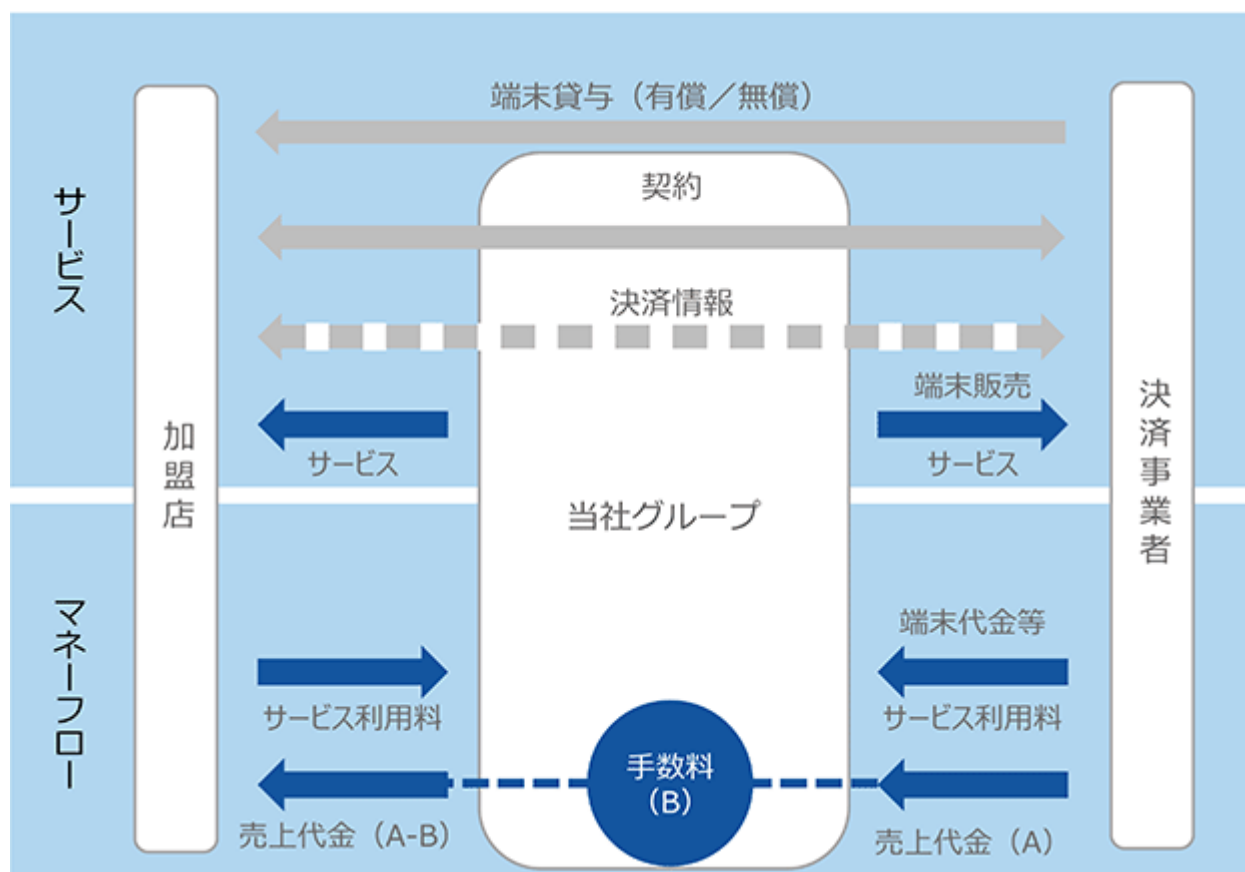 端末貸与（有償／無償）
契約
サービス
決済情報
端末販売
加盟店
決済事業者
サービス
サービス
当社グループ
マネーフロー
端末代金等
サービス利用料
サービス利用料
手数料
（B）
売上代金（A-B）
売上代金（A）